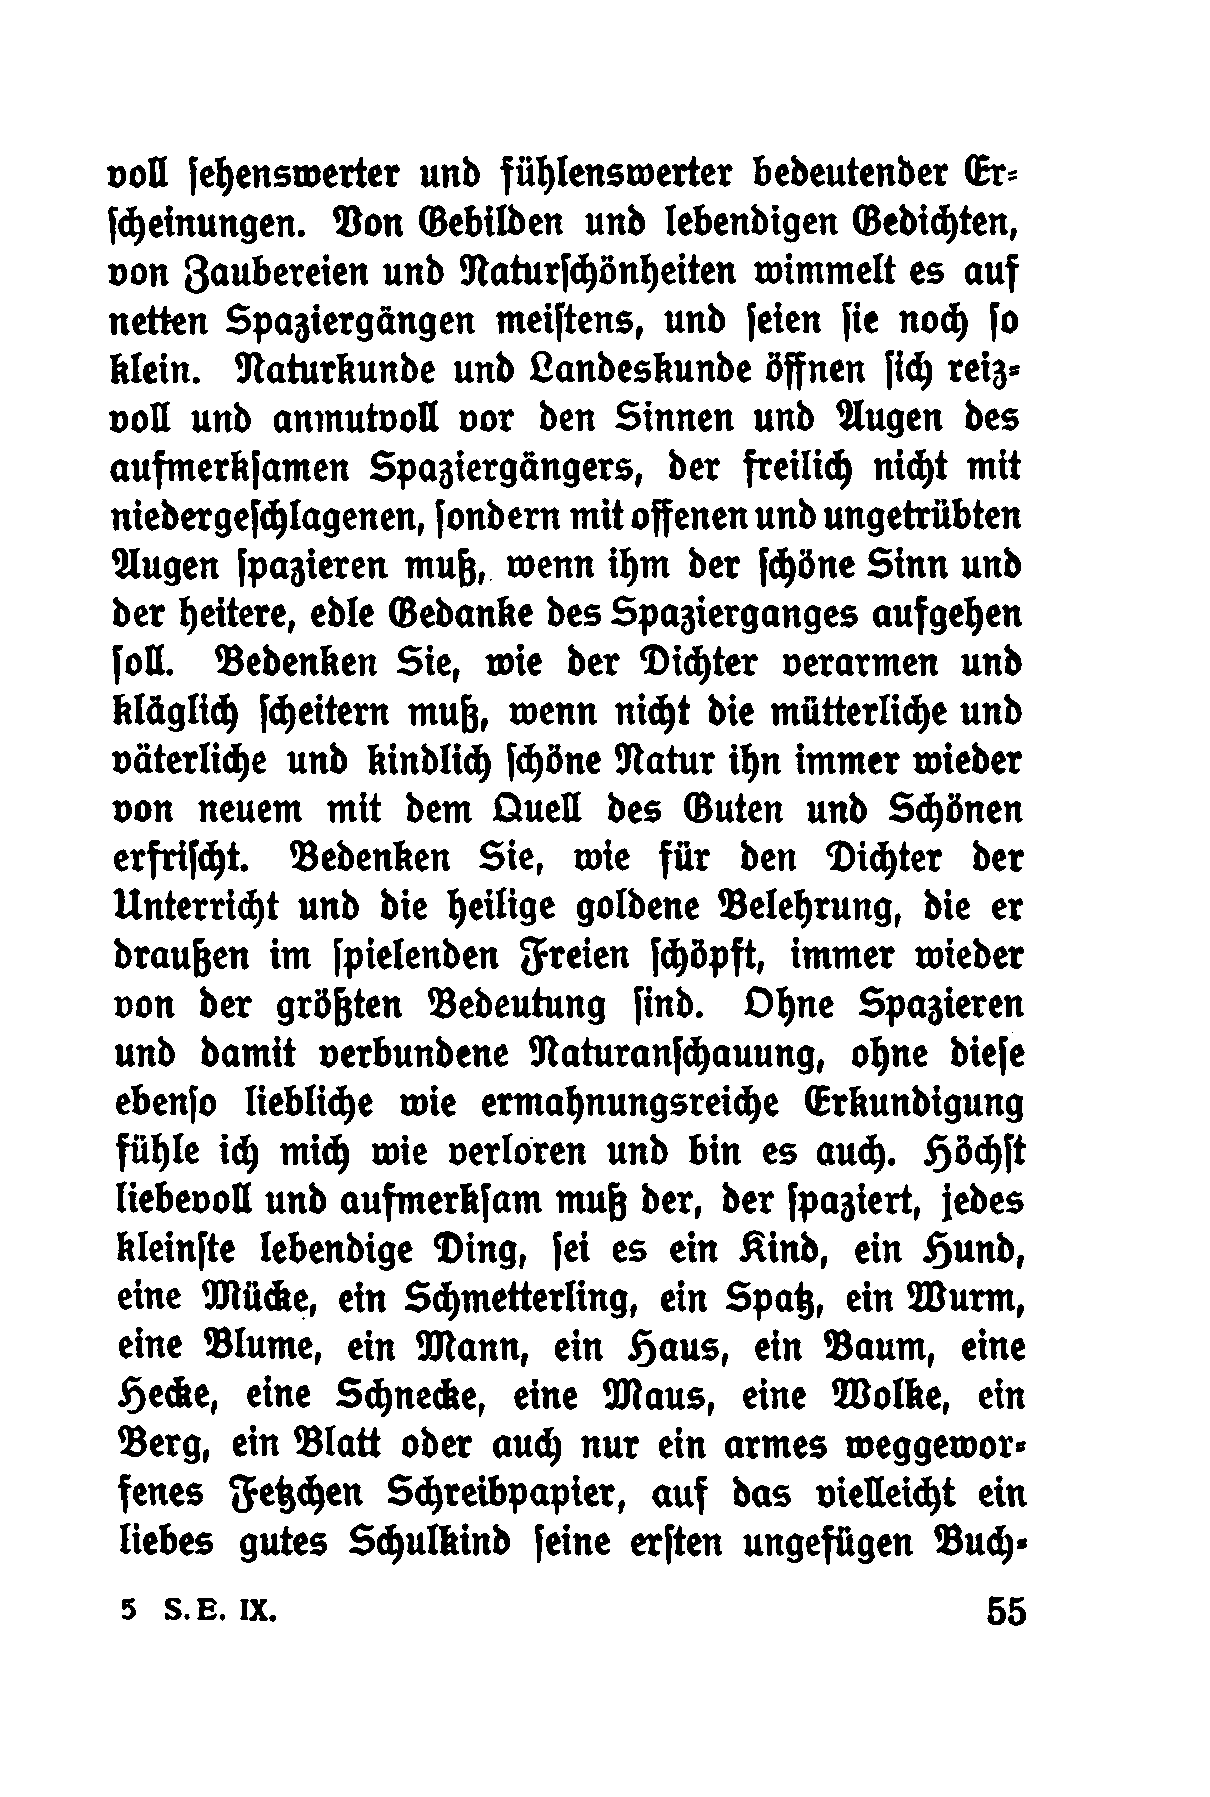 voll sehenswerter und fühlenswerter bedeutender Er-
scheinungen. Von Gebilden und lebendigen Gedichten,
von Zaubereien und Naturschönheiten wimmelt es auf
netten Spaziergängen meistens, und seien sie noch so
klein. Naturkunde und Landeskunde öffnen sich reiz-
voll und anmutvoll vor den Sinnen und Augen des
aufmerksamen Spaziergängers, der freilich nicht mit
niedergeschlagenen, sondern mit offenen und ungetrübten
Augen spazieren muß, wenn ihm der schöne Sinn und
der heitere, edle Gedanke des Spazierganges aufgehen
soll. Bedenken Sie, wie der Dichter verarmen und
kläglich scheitern muß, wenn nicht die mütterliche und
väterliche und kindlich schöne Natur ihn immer wieder
von neuem mit dem Quell des Guten und Schönen
erfrischt. Bedenken Sie, wie für den Dichter der
Unterricht und die heilige goldene Belehrung, die er
draußen im spielenden Freien schöpft, immer wieder
von der größten Bedeutung sind. Ohne Spazieren
und damit verbundene Naturanschauung, ohne diese
ebenso liebliche wie ermahnungsreiche Erkundigung
fühle ich mich wie verloren und bin es auch. Höchst
liebevoll und aufmerksam muß der, der spaziert, jedes
kleinste lebendige Ding, sei es ein Kind, ein Hund,
eine Mücke, ein Schmetterling, ein Spatz, ein Wurm,
eine Blume, ein Mann, ein Haus, ein Baum, eine
Hecke, eine Schnecke, eine Maus, eine Wolke, ein
Berg, ein Blatt oder auch nur ein armes weggewor-
fenes Fetzchen Schreibpapier, auf das vielleicht ein
liebes gutes Schulkind seine ersten ungefügen Buch-
5 S. E. IX. 55